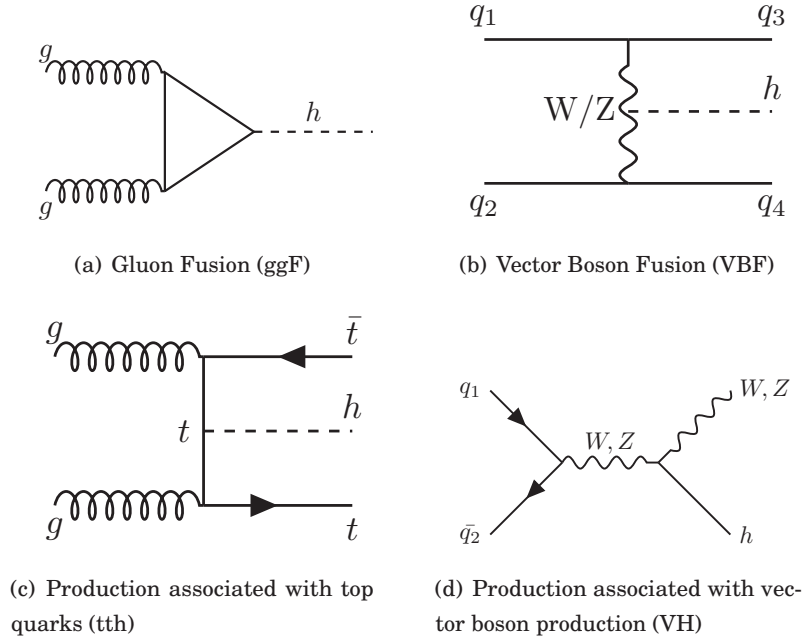 g
h
g
(a) Gluon Fusion (ggF)
q₁ q₃
W/Z h
q₂ q₄
(b) Vector Boson Fusion (VBF)
g t̄
t h
g t
(c) Production associated with top
quarks (tth)
q₁ W, Z
W, Z
q̄₂ h
(d) Production associated with vec-
tor boson production (VH)